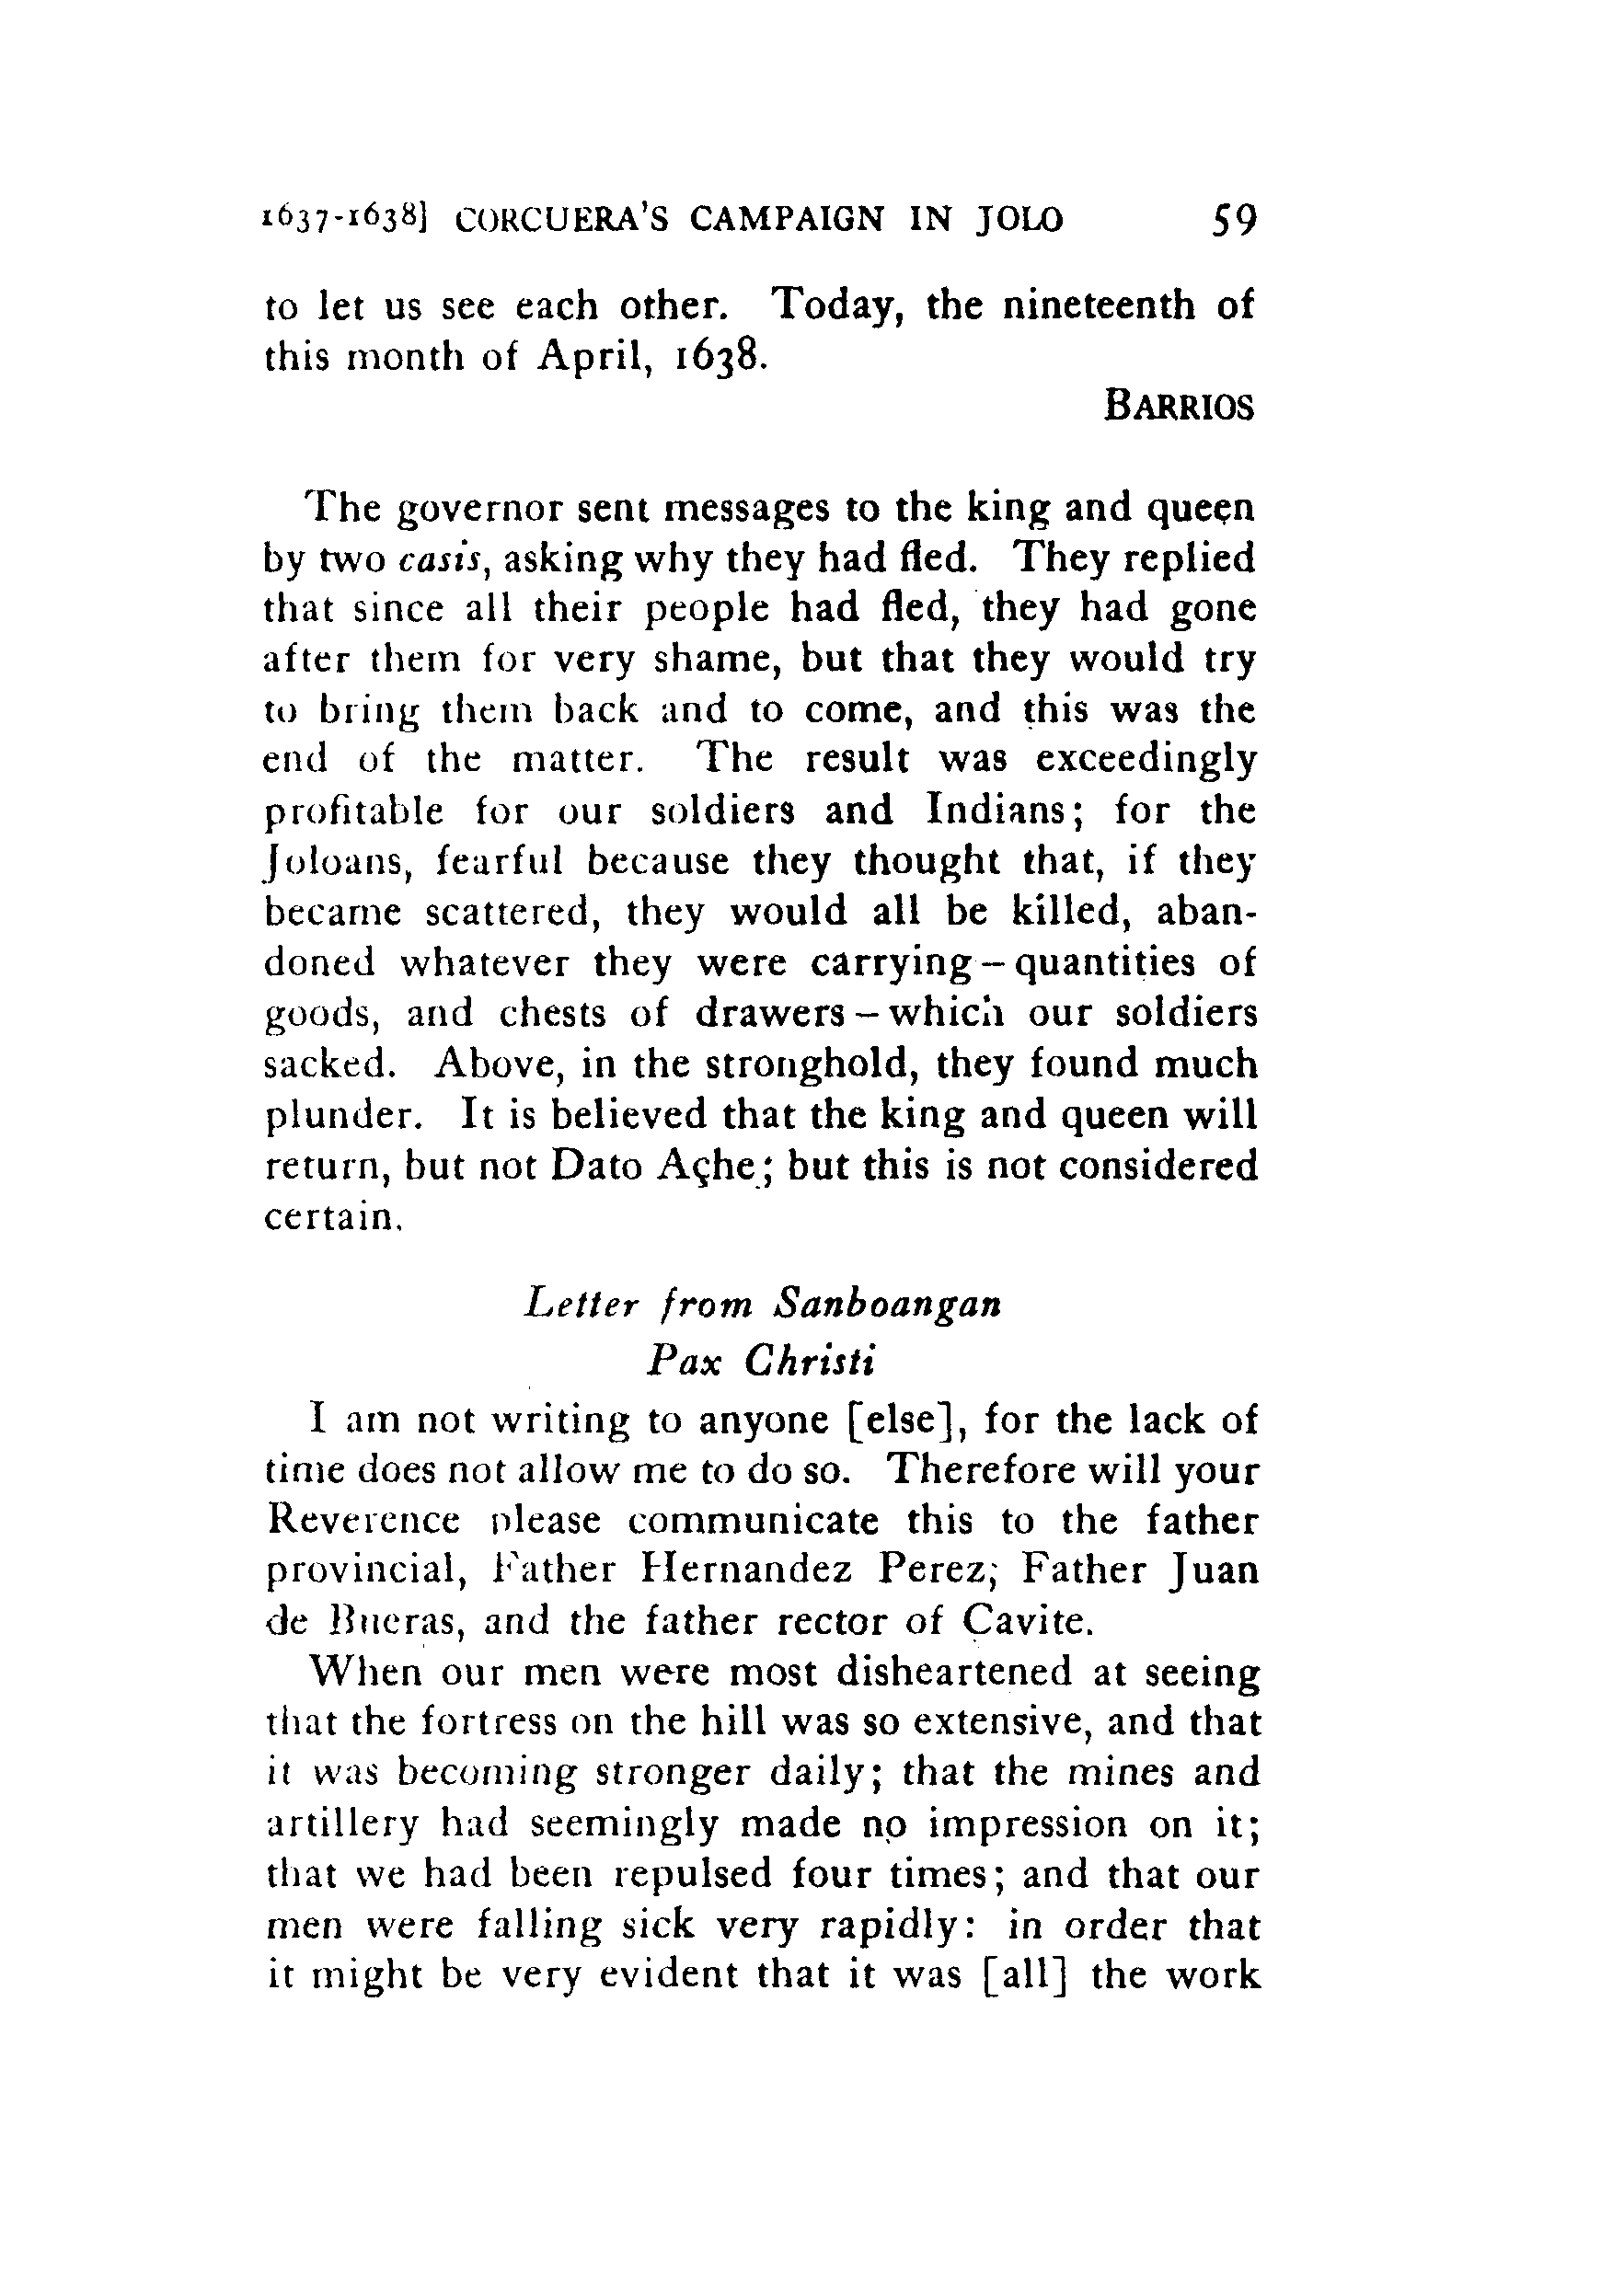 1637-1638] CORCUERA'S CAMPAIGN IN JOLO 59
to let us see each other. Today, the nineteenth of
this month of April, 1638.
BARRIOS
The governor sent messages to the king and queen
by two casis, asking why they had fled. They replied
that since all their people had fled, they had gone
after them for very shame, but that they would try
to bring them back and to come, and this was the
end of the matter. The result was exceedingly
profitable for our soldiers and Indians; for the
Joloans, fearful because they thought that, if they
became scattered, they would all be killed, aban-
doned whatever they were carrying – quantities of
goods, and chests of drawers – which our soldiers
sacked. Above, in the stronghold, they found much
plunder. It is believed that the king and queen will
return, but not Dato Açhe; but this is not considered
certain.
Letter from Sanboangan
Pax Christi
I am not writing to anyone [else], for the lack of
time does not allow me to do so. Therefore will your
Reverence please communicate this to the father
provincial, Father Hernandez Perez; Father Juan
de Bueras, and the father rector of Cavite.
When our men were most disheartened at seeing
that the fortress on the hill was so extensive, and that
it was becoming stronger daily; that the mines and
artillery had seemingly made no impression on it;
that we had been repulsed four times; and that our
men were falling sick very rapidly: in order that
it might be very evident that it was [all] the work